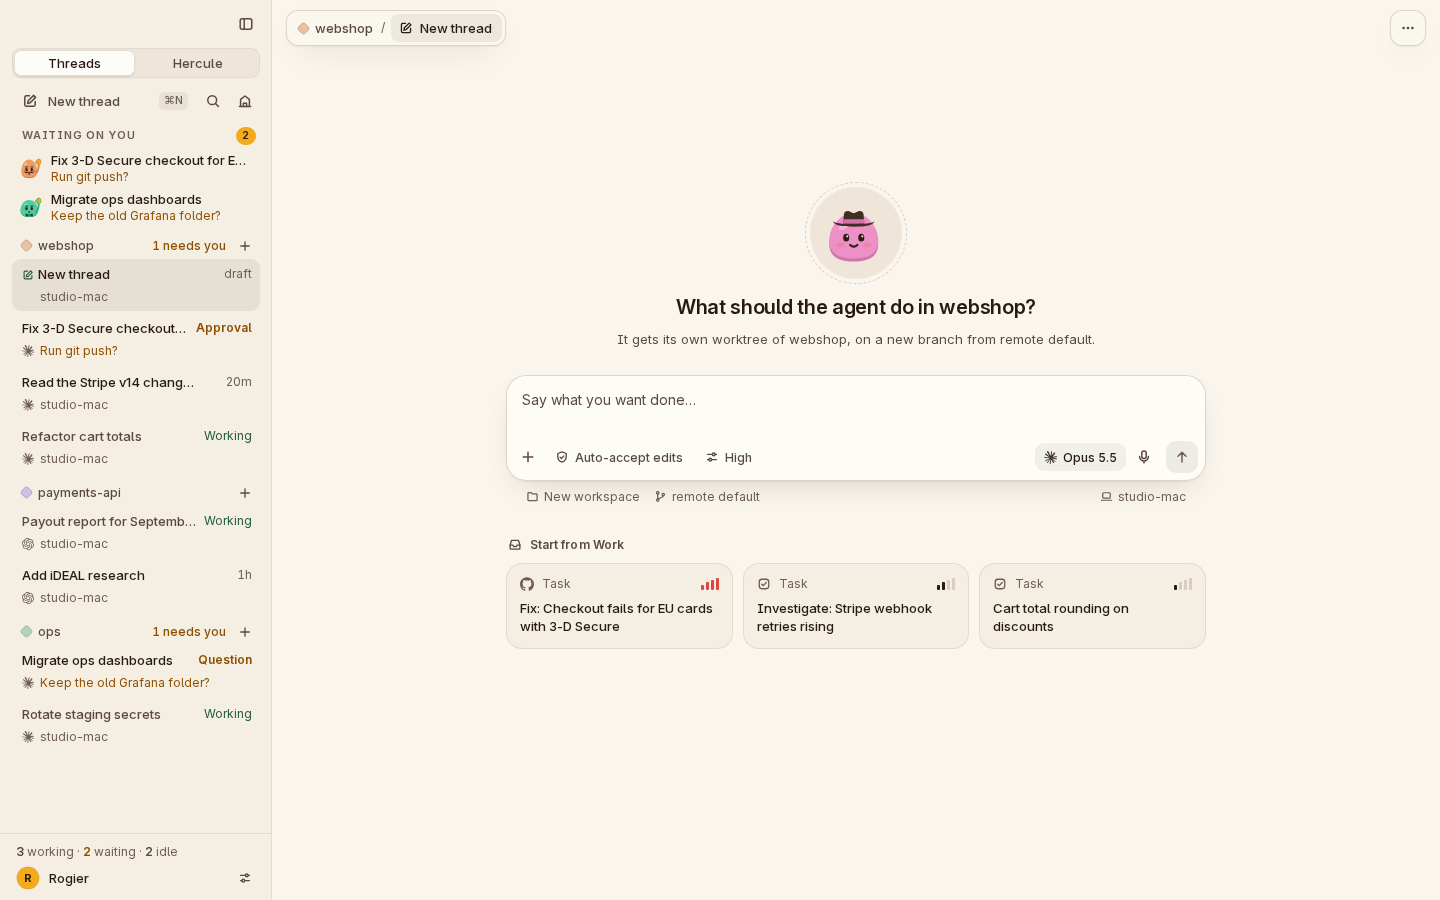 Threads
Hercule
New thread
⌘N
WAITING ON YOU
2
Fix 3-D Secure checkout for E…
Run git push?
Migrate ops dashboards
Keep the old Grafana folder?
webshop
1 needs you
New thread
draft
studio-mac
Fix 3-D Secure checkout…
Approval
Run git push?
Read the Stripe v14 chang…
20m
studio-mac
Refactor cart totals
Working
studio-mac
payments-api
Payout report for Septemb…
Working
studio-mac
Add iDEAL research
1h
studio-mac
ops
1 needs you
Migrate ops dashboards
Question
Keep the old Grafana folder?
Rotate staging secrets
Working
studio-mac
3 working · 2 waiting · 2 idle
R
Rogier
webshop / New thread
What should the agent do in webshop?
It gets its own worktree of webshop, on a new branch from remote default.
Say what you want done…
Auto-accept edits
High
Opus 5.5
New workspace
remote default
studio-mac
Start from Work
Task
Fix: Checkout fails for EU cards
with 3-D Secure
Task
Investigate: Stripe webhook
retries rising
Task
Cart total rounding on
discounts